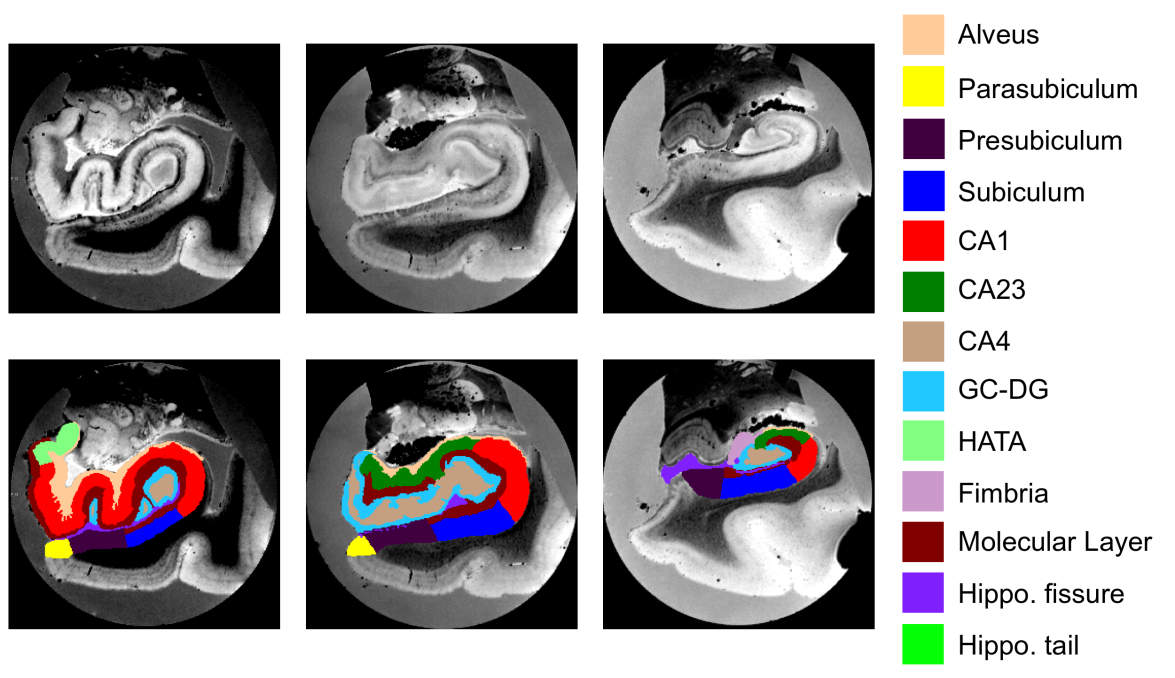 Alveus
Parasubiculum
Presubiculum
Subiculum
CA1
CA23
CA4
GC-DG
HATA
Fimbria
Molecular Layer
Hippo. fissure
Hippo. tail